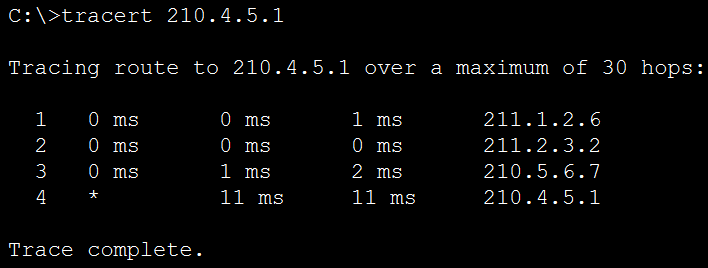 C:\>tracert 210.4.5.1
Tracing route to 210.4.5.1 over a maximum of 30 hops:
1 0 ms 0 ms 1 ms 211.1.2.6
2 0 ms 0 ms 0 ms 211.2.3.2
3 0 ms 1 ms 2 ms 210.5.6.7
4 * 11 ms 11 ms 210.4.5.1
Trace complete.